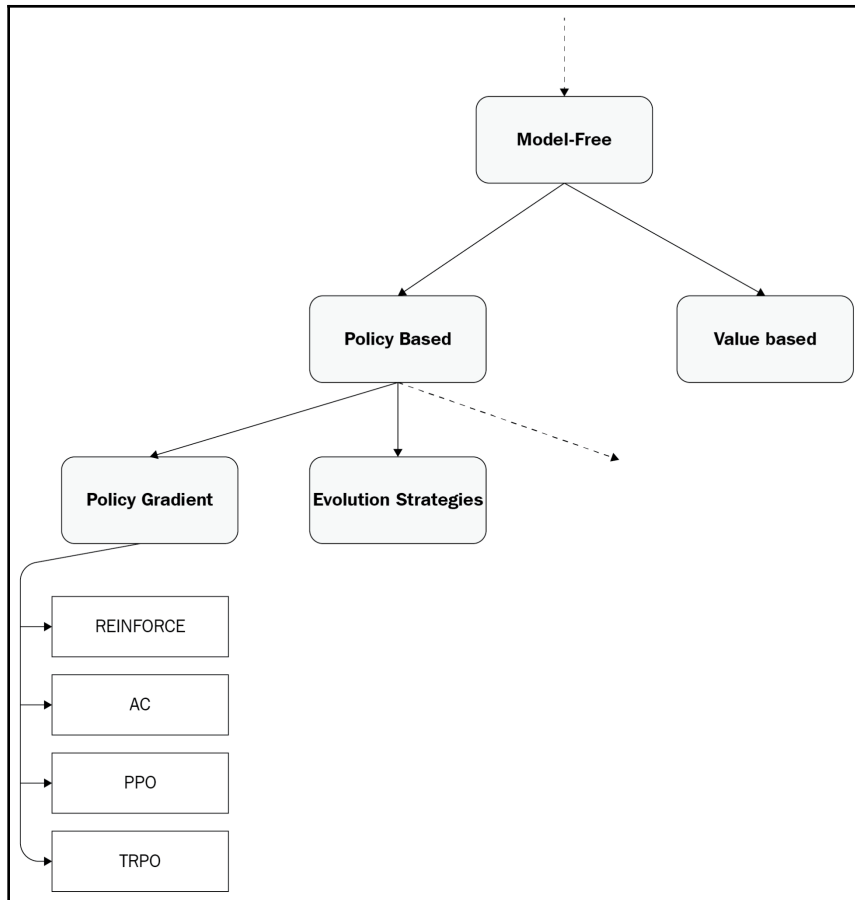 Model-Free
Policy Based
Value based
Policy Gradient
Evolution Strategies
REINFORCE
AC
PPO
TRPO